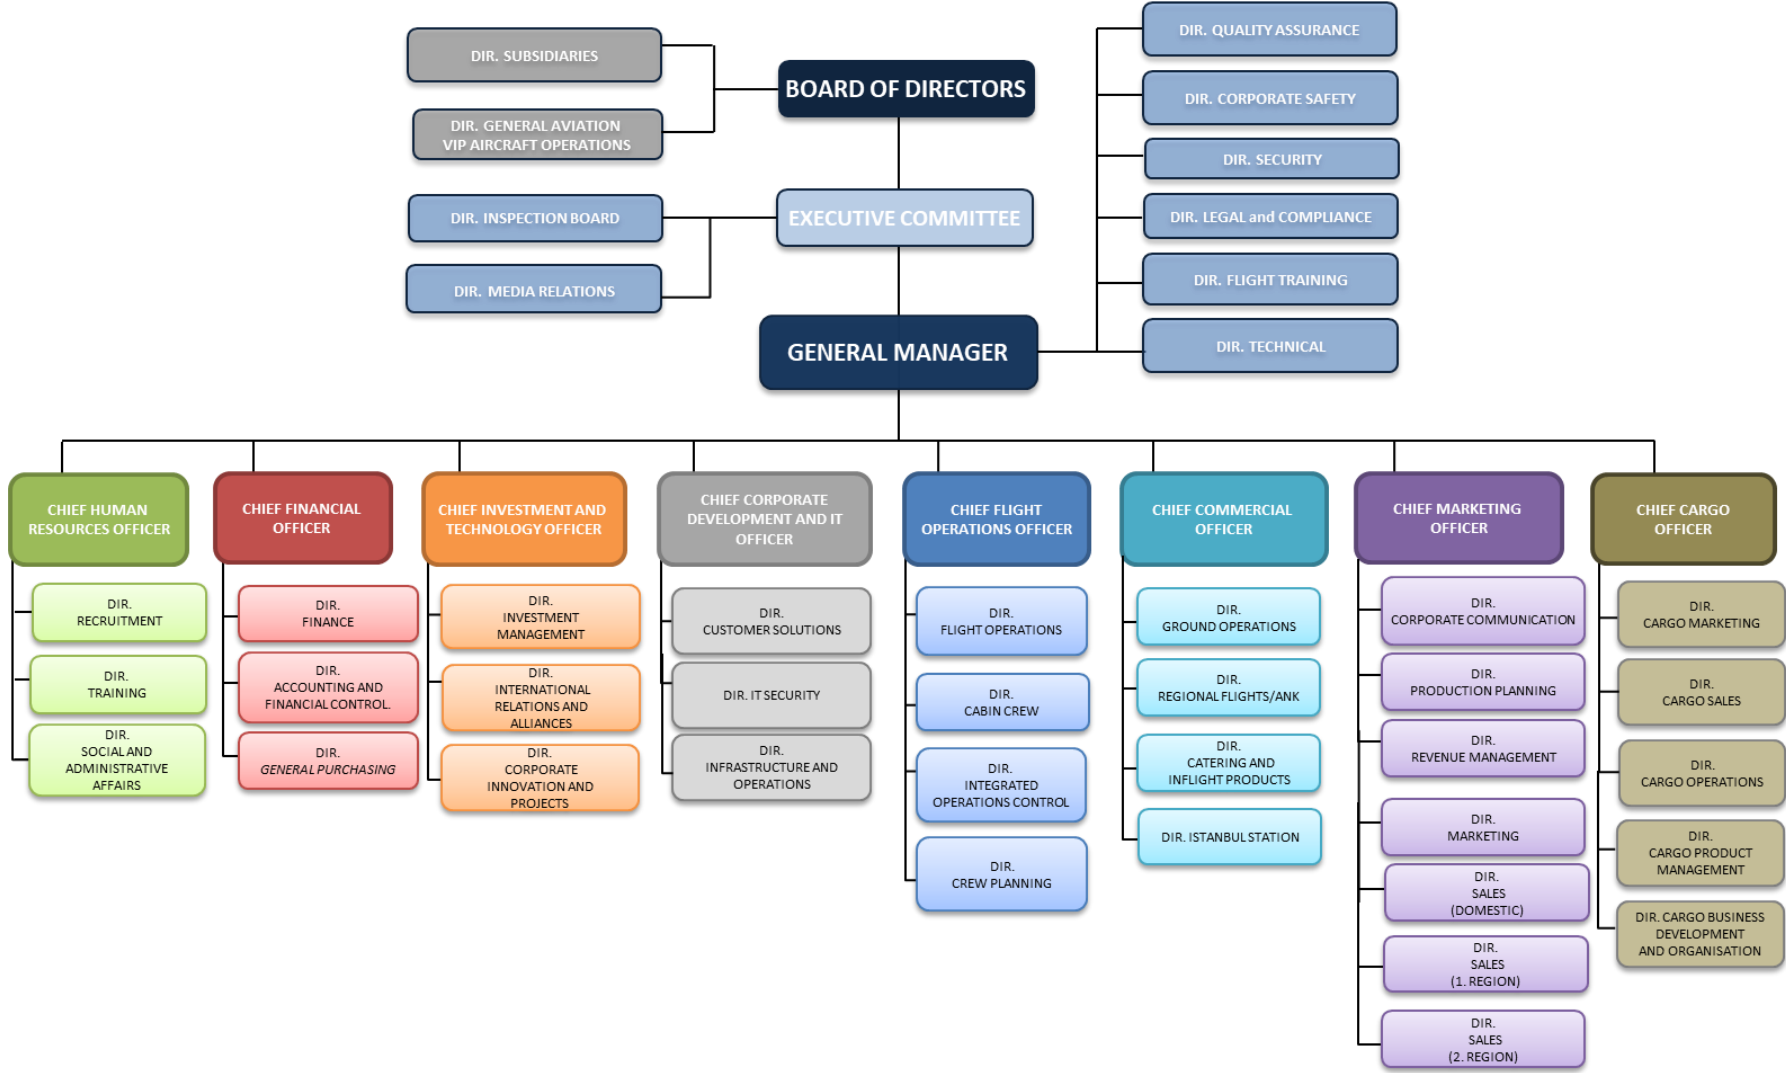 DIR. SUBSIDIARIES
DIR. GENERAL AVIATION
VIP AIRCRAFT OPERATIONS
BOARD OF DIRECTORS
DIR. QUALITY ASSURANCE
DIR. CORPORATE SAFETY
DIR. SECURITY
DIR. LEGAL and COMPLIANCE
DIR. FLIGHT TRAINING
DIR. TECHNICAL
DIR. INSPECTION BOARD
DIR. MEDIA RELATIONS
EXECUTIVE COMMITTEE
GENERAL MANAGER
CHIEF HUMAN
RESOURCES OFFICER
DIR.
RECRUITMENT
DIR.
TRAINING
DIR.
SOCIAL AND
ADMINISTRATIVE
AFFAIRS
CHIEF FINANCIAL
OFFICER
DIR.
FINANCE
DIR.
ACCOUNTING AND
FINANCIAL CONTROL.
DIR.
GENERAL PURCHASING
CHIEF INVESTMENT AND
TECHNOLOGY OFFICER
DIR.
INVESTMENT
MANAGEMENT
DIR.
INTERNATIONAL
RELATIONS AND
ALLIANCES
DIR.
CORPORATE
INNOVATION AND
PROJECTS
CHIEF CORPORATE
DEVELOPMENT AND IT
OFFICER
DIR.
CUSTOMER SOLUTIONS
DIR. IT SECURITY
DIR.
INFRASTRUCTURE AND
OPERATIONS
CHIEF FLIGHT
OPERATIONS OFFICER
DIR.
FLIGHT OPERATIONS
DIR.
CABIN CREW
DIR.
INTEGRATED
OPERATIONS CONTROL
DIR.
CREW PLANNING
CHIEF COMMERCIAL
OFFICER
DIR.
GROUND OPERATIONS
DIR.
REGIONAL FLIGHTS/ANK
DIR.
CATERING AND
INFLIGHT PRODUCTS
DIR. ISTANBUL STATION
CHIEF MARKETING
OFFICER
DIR.
CORPORATE COMMUNICATION
DIR.
PRODUCTION PLANNING
DIR.
REVENUE MANAGEMENT
DIR.
MARKETING
DIR.
SALES
(DOMESTIC)
DIR.
SALES
(1. REGION)
DIR.
SALES
(2. REGION)
CHIEF CARGO
OFFICER
DIR.
CARGO MARKETING
DIR.
CARGO SALES
DIR.
CARGO OPERATIONS
DIR.
CARGO PRODUCT
MANAGEMENT
DIR. CARGO BUSINESS
DEVELOPMENT
AND ORGANISATION